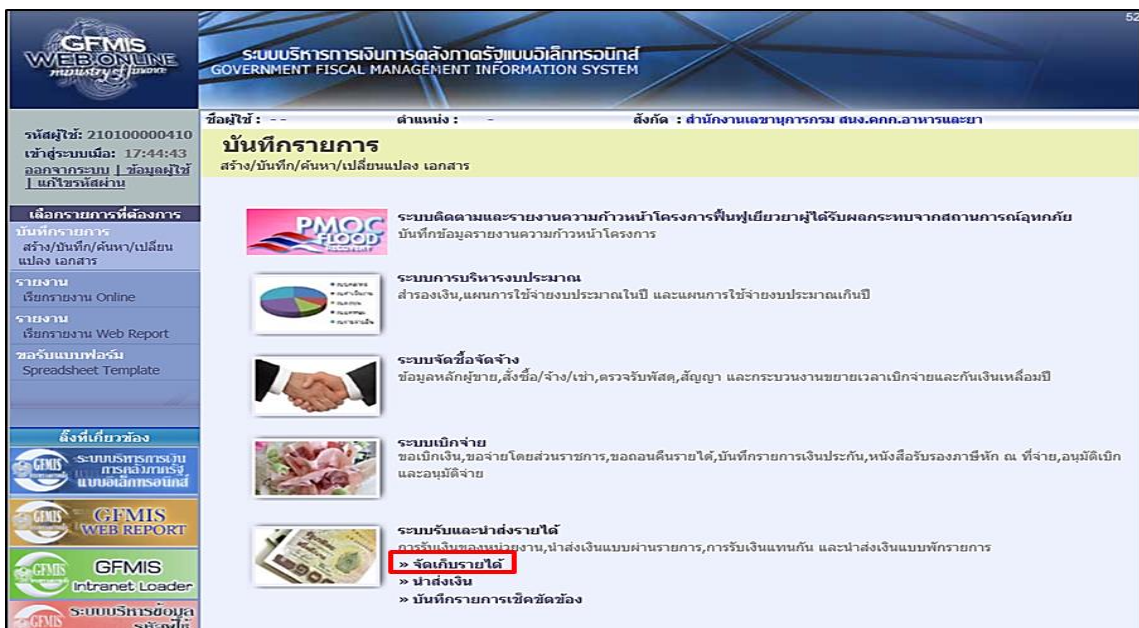 52
GFMIS
WEB ONLINE
ministry of finance
ระบบบริหารการเงินการคลังภาครัฐแบบอิเล็กทรอนิกส์
GOVERNMENT FISCAL MANAGEMENT INFORMATION SYSTEM
ชื่อผู้ใช้ : - - ตำแหน่ง : - สังกัด : สำนักงานเลขานุการกรม สนง.คกก.อาหารและยา
รหัสผู้ใช้: 210100000410
เข้าสู่ระบบเมื่อ: 17:44:43
ออกจากระบบ | ข้อมูลผู้ใช้
| แก้ไขรหัสผ่าน
บันทึกรายการ
สร้าง/บันทึก/ค้นหา/เปลี่ยนแปลง เอกสาร
เลือกรายการที่ต้องการ
บันทึกรายการ
สร้าง/บันทึก/ค้นหา/เปลี่ยน
แปลง เอกสาร
รายงาน
เรียกรายงาน Online
รายงาน
เรียกรายงาน Web Report
ขอรับแบบฟอร์ม
Spreadsheet Template
ลิ้งที่เกี่ยวข้อง
GFMIS
ระบบบริหารการเงิน
การคลังภาครัฐ
แบบอิเล็กทรอนิกส์
GFMIS
GFMIS
WEB REPORT
GFMIS
GFMIS
Intranet Loader
GFMIS
ระบบบริหารข้อมูล
PMOC
FLOOD
RECOVERY
ระบบติดตามและรายงานความก้าวหน้าโครงการฟื้นฟูเยียวยาผู้ได้รับผลกระทบจากสถานการณ์อุทกภัย
บันทึกข้อมูลรายงานความก้าวหน้าโครงการ
ระบบการบริหารงบประมาณ
สำรองเงิน,แผนการใช้จ่ายงบประมาณในปี และแผนการใช้จ่ายงบประมาณเกินปี
ระบบจัดซื้อจัดจ้าง
ข้อมูลหลักผู้ขาย,สั่งซื้อ/จ้าง/เช่า,ตรวจรับพัสดุ,สัญญา และกระบวนงานขยายเวลาเบิกจ่ายและกันเงินเหลื่อมปี
ระบบเบิกจ่าย
ขอเบิกเงิน,ขอจ่ายโดยส่วนราชการ,ขอถอนคืนรายได้,บันทึกรายการเงินประกัน,หนังสือรับรองภาษีหัก ณ ที่จ่าย,อนุมัติเบิก
และอนุมัติจ่าย
ระบบรับและนำส่งรายได้
การรับเงินของหน่วยงาน,นำส่งเงินแบบผ่านรายการ,การรับเงินแทนกัน และนำส่งเงินแบบพักรายการ
» จัดเก็บรายได้
» นำส่งเงิน
» บันทึกรายการเช็คขัดข้อง